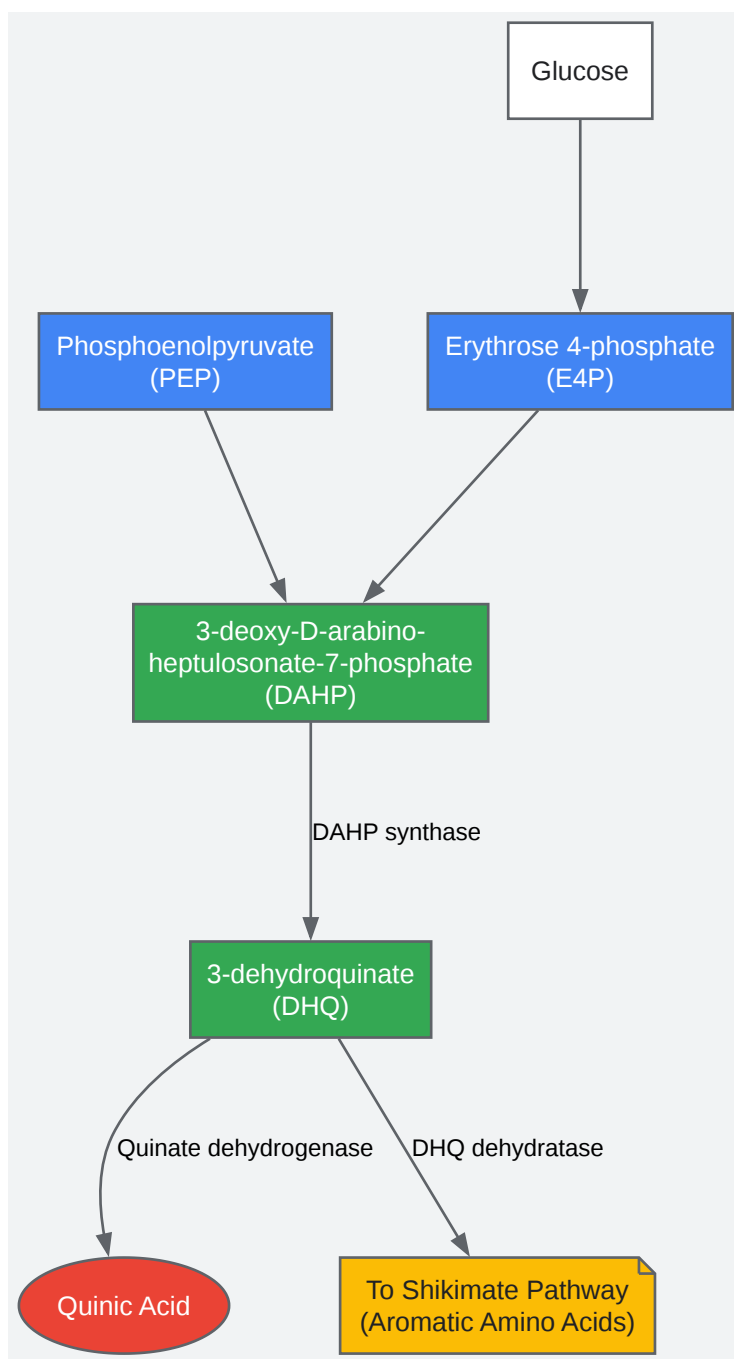 Glucose
Phosphoenolpyruvate
(PEP)
Erythrose 4-phosphate
(E4P)
3-deoxy-D-arabino-
heptulosonate-7-phosphate
(DAHP)
DAHP synthase
3-dehydroquinate
(DHQ)
Quinate dehydrogenase
DHQ dehydratase
Quinic Acid
To Shikimate Pathway
(Aromatic Amino Acids)